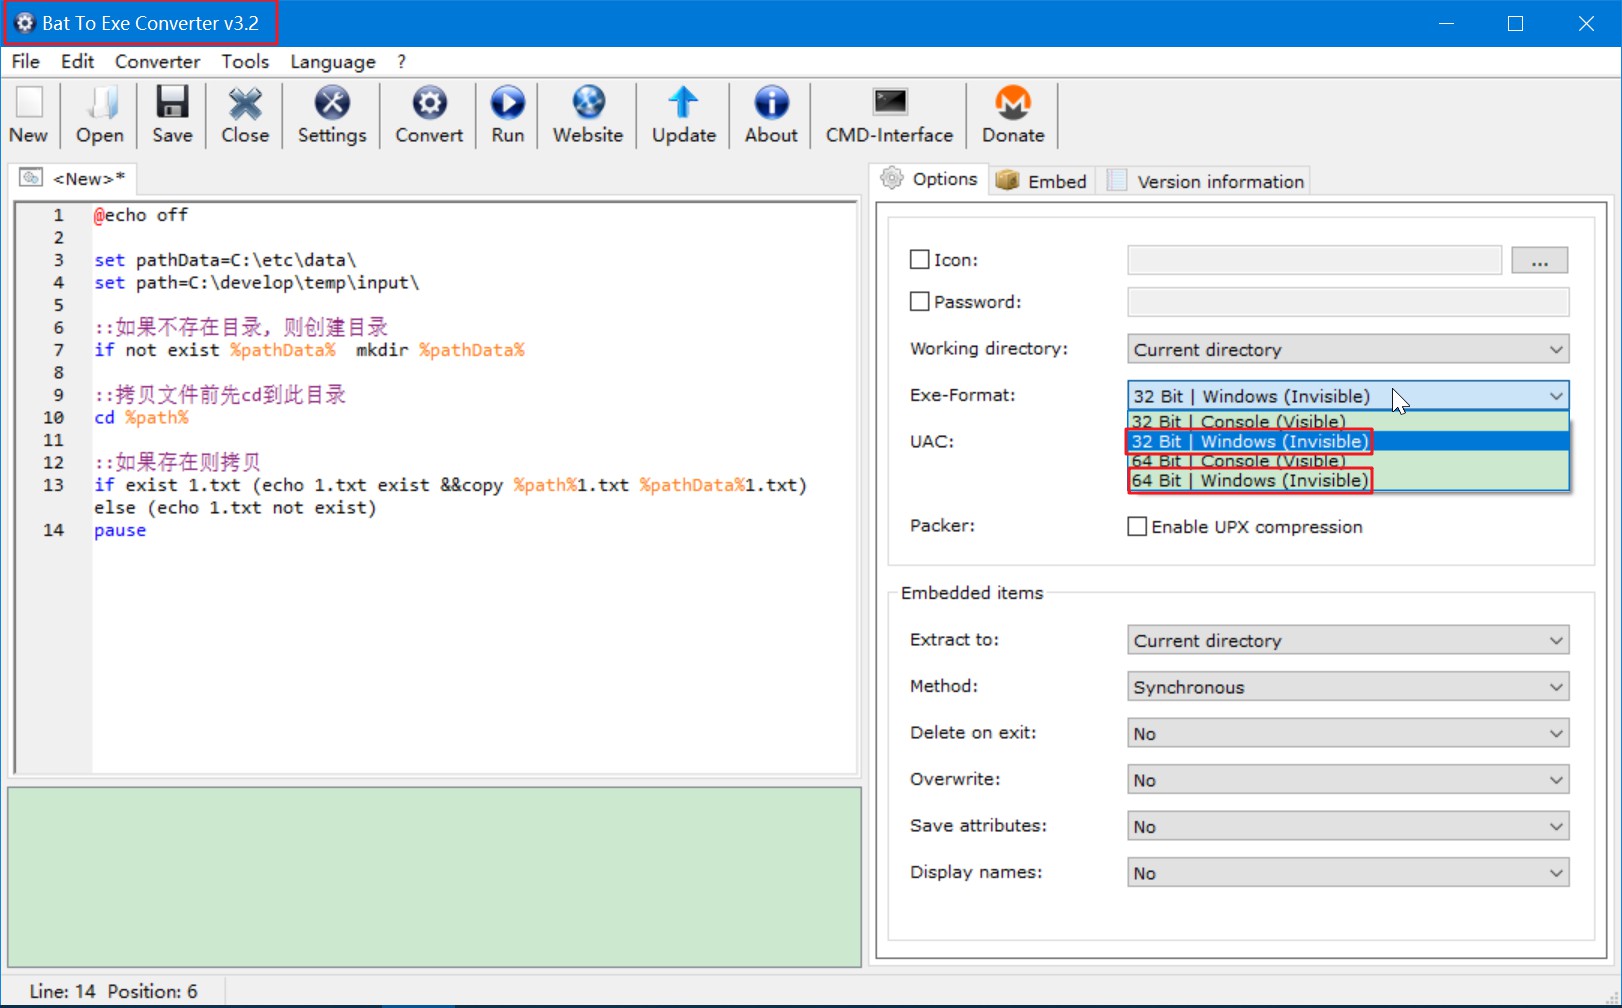 Bat To Exe Converter v3.2
File Edit Converter Tools Language ?
New Open Save Close Settings Convert Run Website Update About CMD-Interface Donate
<New>*
1 @echo off
2
3 set pathData=C:\etc\data\
4 set path=C:\develop\temp\input\
5
6 ::如果不存在目录，则创建目录
7 if not exist %pathData%  mkdir %pathData%
8
9 ::拷贝文件前先cd到此目录
10 cd %path%
11
12 ::如果存在则拷贝
13 if exist 1.txt (echo 1.txt exist &&copy %path%1.txt %pathData%1.txt)
else (echo 1.txt not exist)
14 pause
Options Embed Version information
Icon: ...
Password:
Working directory: Current directory
Exe-Format: 32 Bit | Windows (Invisible)
32 Bit | Console (Visible)
UAC: 32 Bit | Windows (Invisible)
64 Bit | Console (Visible)
64 Bit | Windows (Invisible)
Packer: Enable UPX compression
Embedded items
Extract to: Current directory
Method: Synchronous
Delete on exit: No
Overwrite: No
Save attributes: No
Display names: No
Line: 14 Position: 6